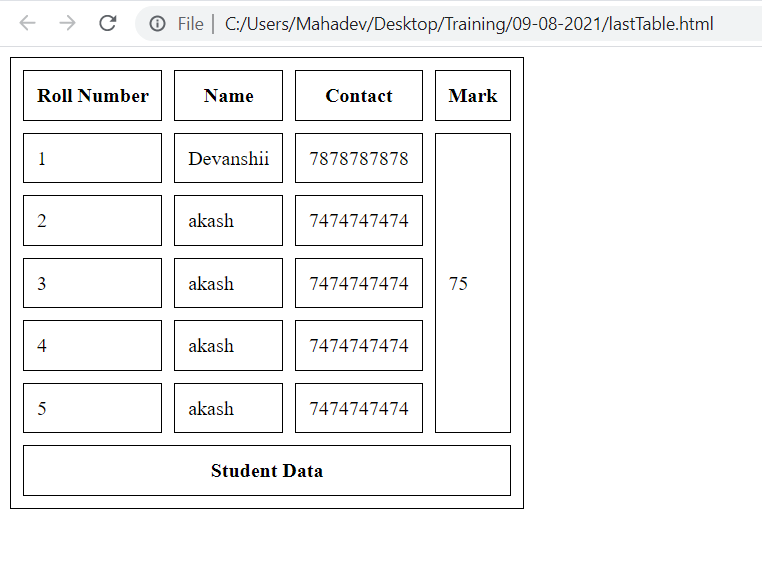 File | C:/Users/Mahadev/Desktop/Training/09-08-2021/lastTable.html
Roll Number Name Contact Mark
1 Devanshii 7878787878
2 akash 7474747474
3 akash 7474747474 75
4 akash 7474747474
5 akash 7474747474
Student Data